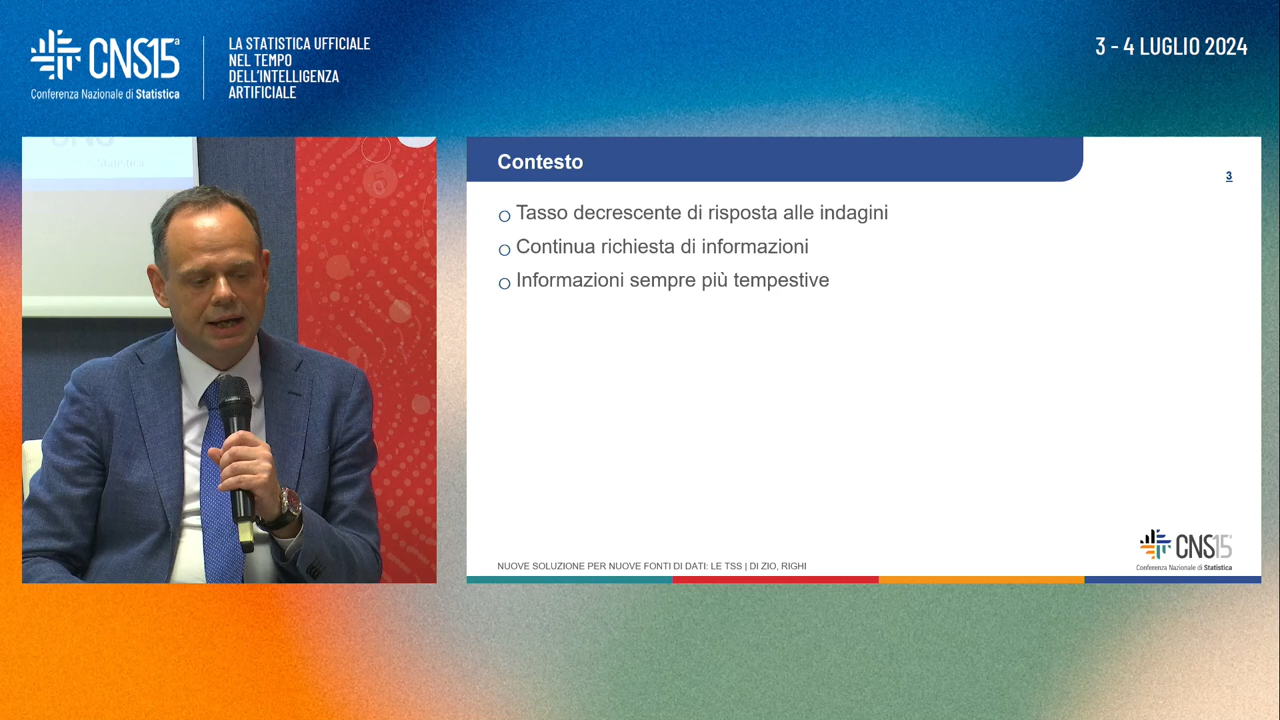 CNS15ª
Conferenza Nazionale di Statistica
LA STATISTICA UFFICIALE
NEL TEMPO
DELL'INTELLIGENZA
ARTIFICIALE
3 - 4 LUGLIO 2024
Statistica
Contesto
3
Tasso decrescente di risposta alle indagini
Continua richiesta di informazioni
Informazioni sempre più tempestive
NUOVE SOLUZIONE PER NUOVE FONTI DI DATI: LE TSS | DI ZIO, RIGHI
CNS15ª
Conferenza Nazionale di Statistica